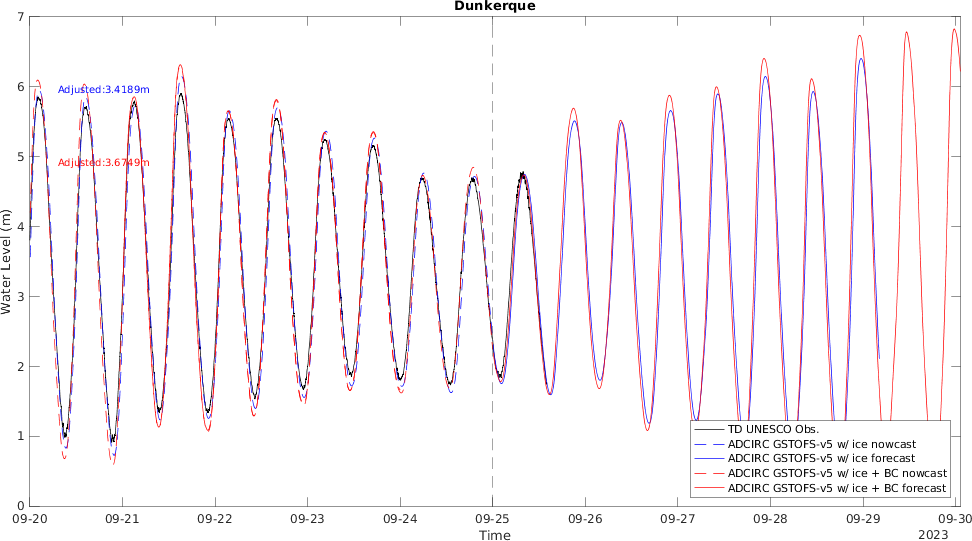 Dunkerque
7
6
5
4
3
2
1
0
Water Level (m)
Adjusted:3.4189m
Adjusted:3.6749m
TD UNESCO Obs.
ADCIRC GSTOFS-v5 w/ ice nowcast
ADCIRC GSTOFS-v5 w/ ice forecast
ADCIRC GSTOFS-v5 w/ ice + BC nowcast
ADCIRC GSTOFS-v5 w/ ice + BC forecast
09-20 09-21 09-22 09-23 09-24 09-25 09-26 09-27 09-28 09-29 09-30
Time
2023